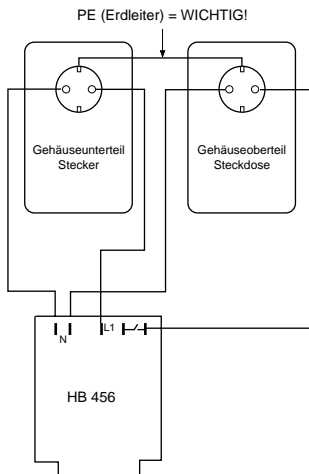 PE (Erdleiter) = WICHTIG!
Gehäuseunterteil
Stecker
Gehäuseoberteil
Steckdose
N
L1
HB 456